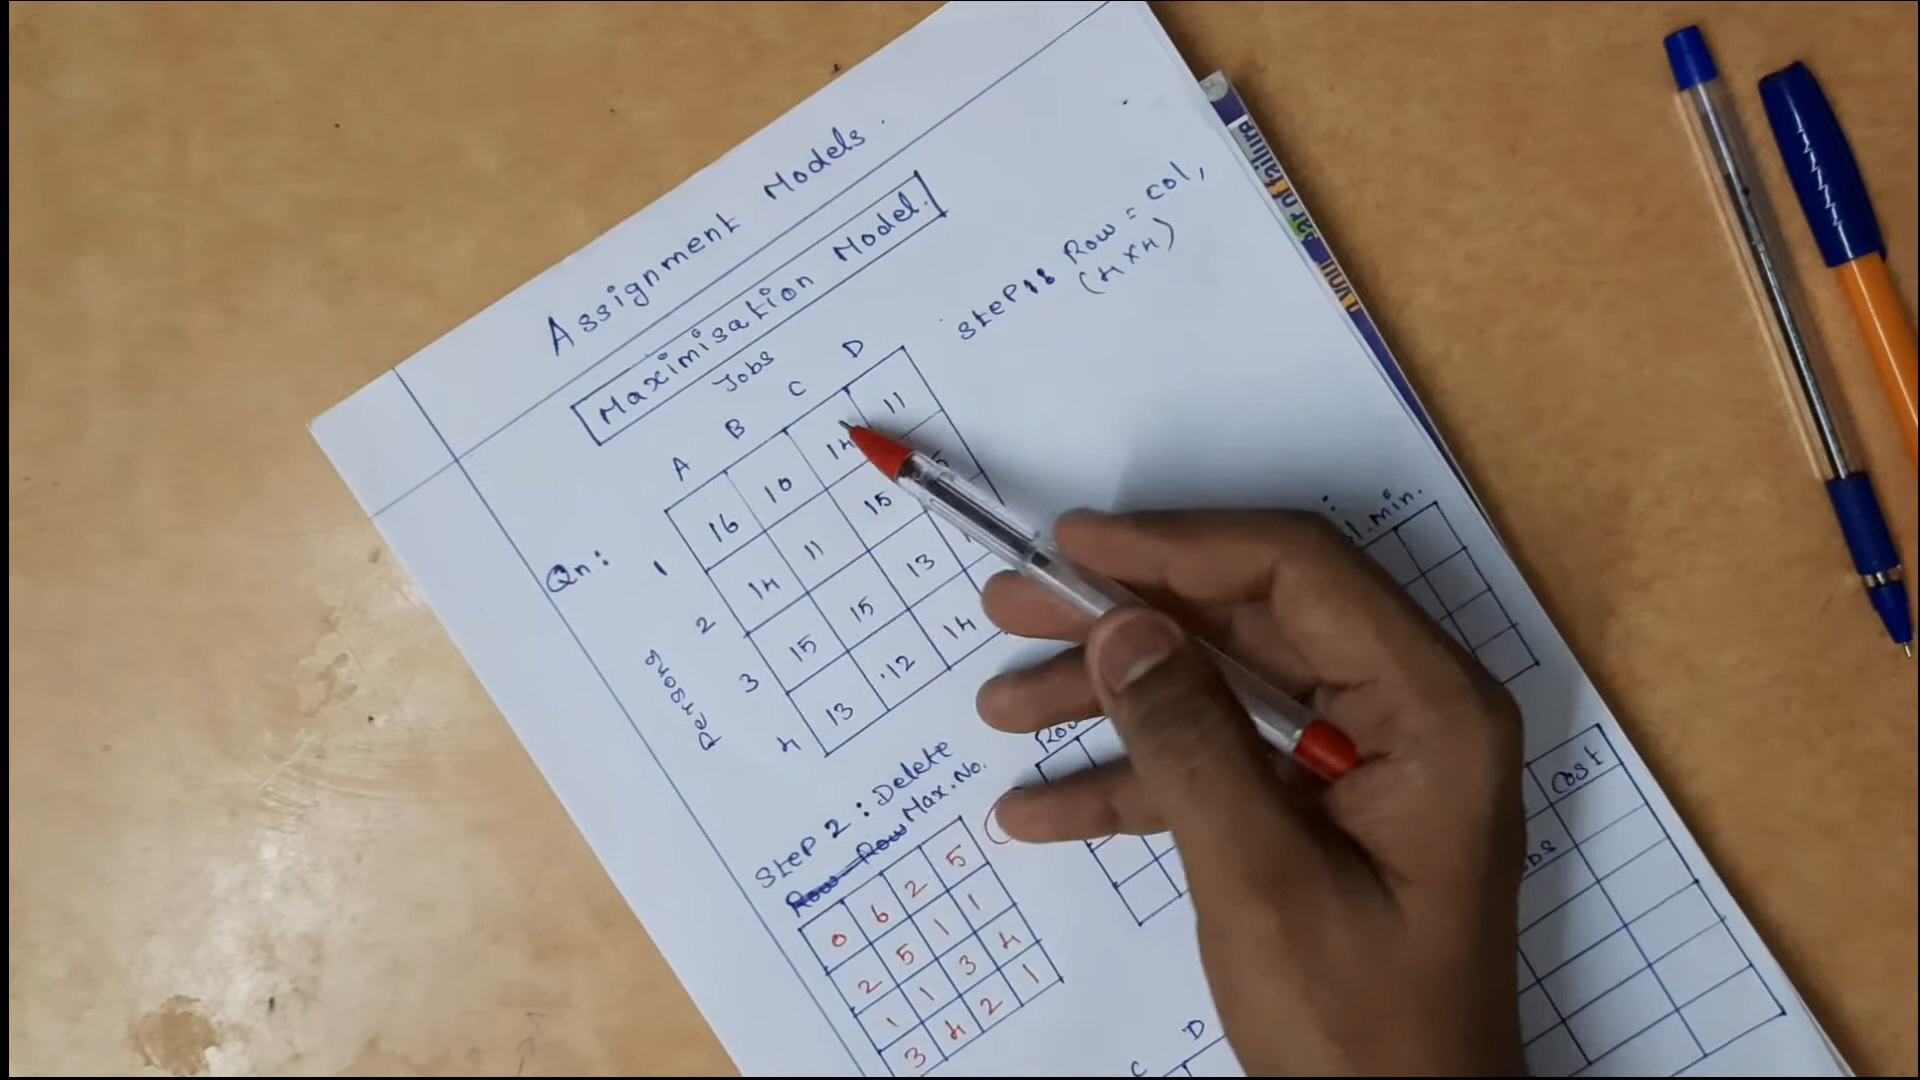 Assignment Models.
Maximisation Model.
Step 1: Row = Col,
(4x4)
Jobs
A B C D
Qn:
Persons
1 16 10 14 11
2 14 11 15 15
3 15 15 13
4 13 12 14
Step 2: Delete
Max. No.
0 6 2 5
2 5 1 1
1 1 3 4
3 4 2 1
min.
Cost
C D